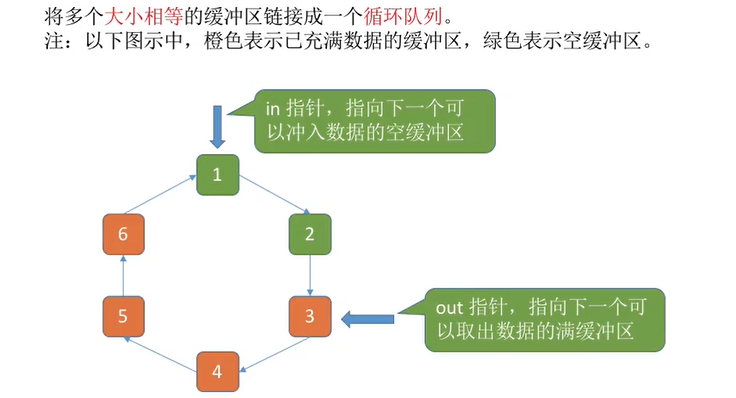 将多个大小相等的缓冲区链接成一个循环队列。
注：以下图示中，橙色表示已充满数据的缓冲区，绿色表示空缓冲区。
in 指针，指向下一个可
以冲入数据的空缓冲区
1
6
2
5
3
out 指针，指向下一个可
以取出数据的满缓冲区
4